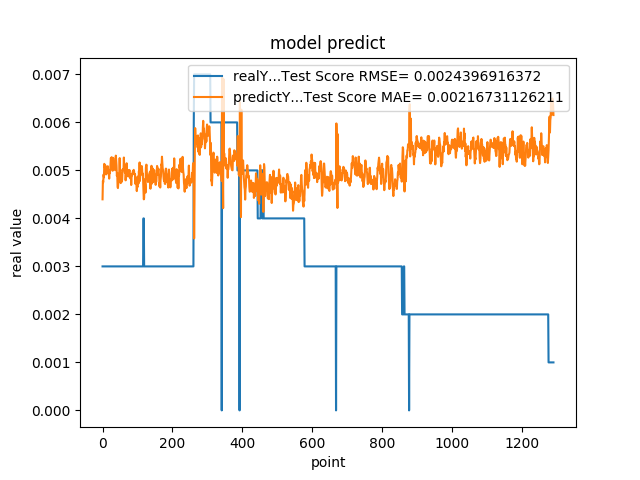 model predict
realY...Test Score RMSE= 0.0024396916372
predictY...Test Score MAE= 0.00216731126211
0.007
0.006
0.005
0.004
0.003
0.002
0.001
0.000
real value
0 200 400 600 800 1000 1200
point